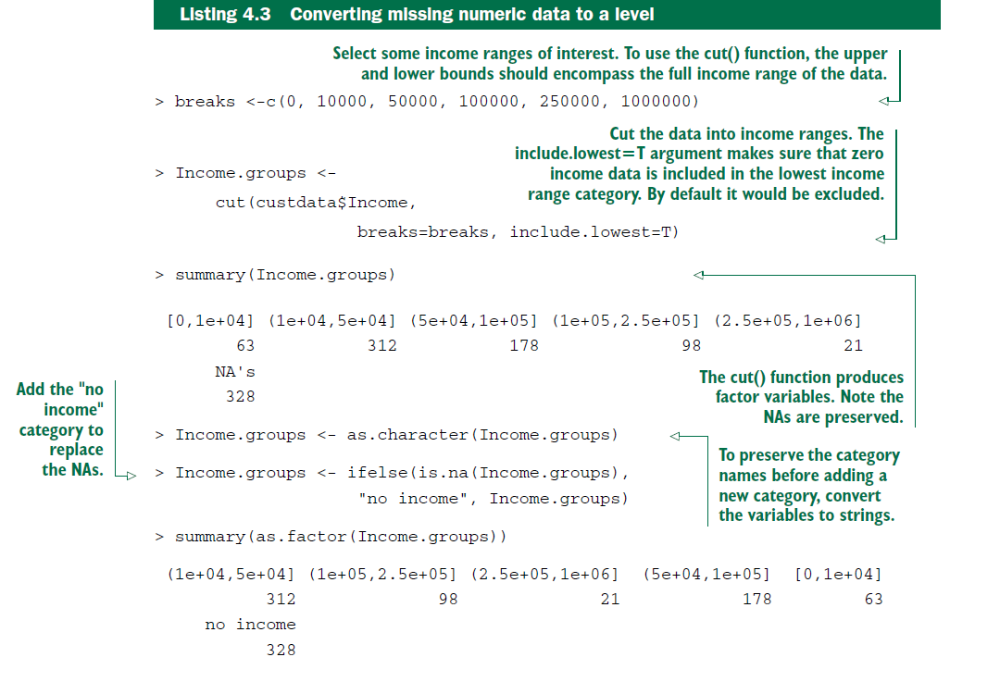 Listing 4.3 Converting missing numeric data to a level
Select some income ranges of interest. To use the cut() function, the upper
and lower bounds should encompass the full income range of the data.
> breaks <-c(0, 10000, 50000, 100000, 250000, 1000000)
Cut the data into income ranges. The
include.lowest=T argument makes sure that zero
income data is included in the lowest income
range category. By default it would be excluded.
> Income.groups <-
cut(custdata$Income,
breaks=breaks, include.lowest=T)
> summary(Income.groups)
[0,1e+04] (1e+04,5e+04] (5e+04,1e+05] (1e+05,2.5e+05] (2.5e+05,1e+06]
63 312 178 98 21
NA's
328
The cut() function produces
factor variables. Note the
NAs are preserved.
> Income.groups <- as.character(Income.groups)
To preserve the category
names before adding a
new category, convert
the variables to strings.
Add the "no
income"
category to
replace
the NAs.
> Income.groups <- ifelse(is.na(Income.groups),
"no income", Income.groups)
> summary(as.factor(Income.groups))
(1e+04,5e+04] (1e+05,2.5e+05] (2.5e+05,1e+06] (5e+04,1e+05] [0,1e+04]
312 98 21 178 63
no income
328